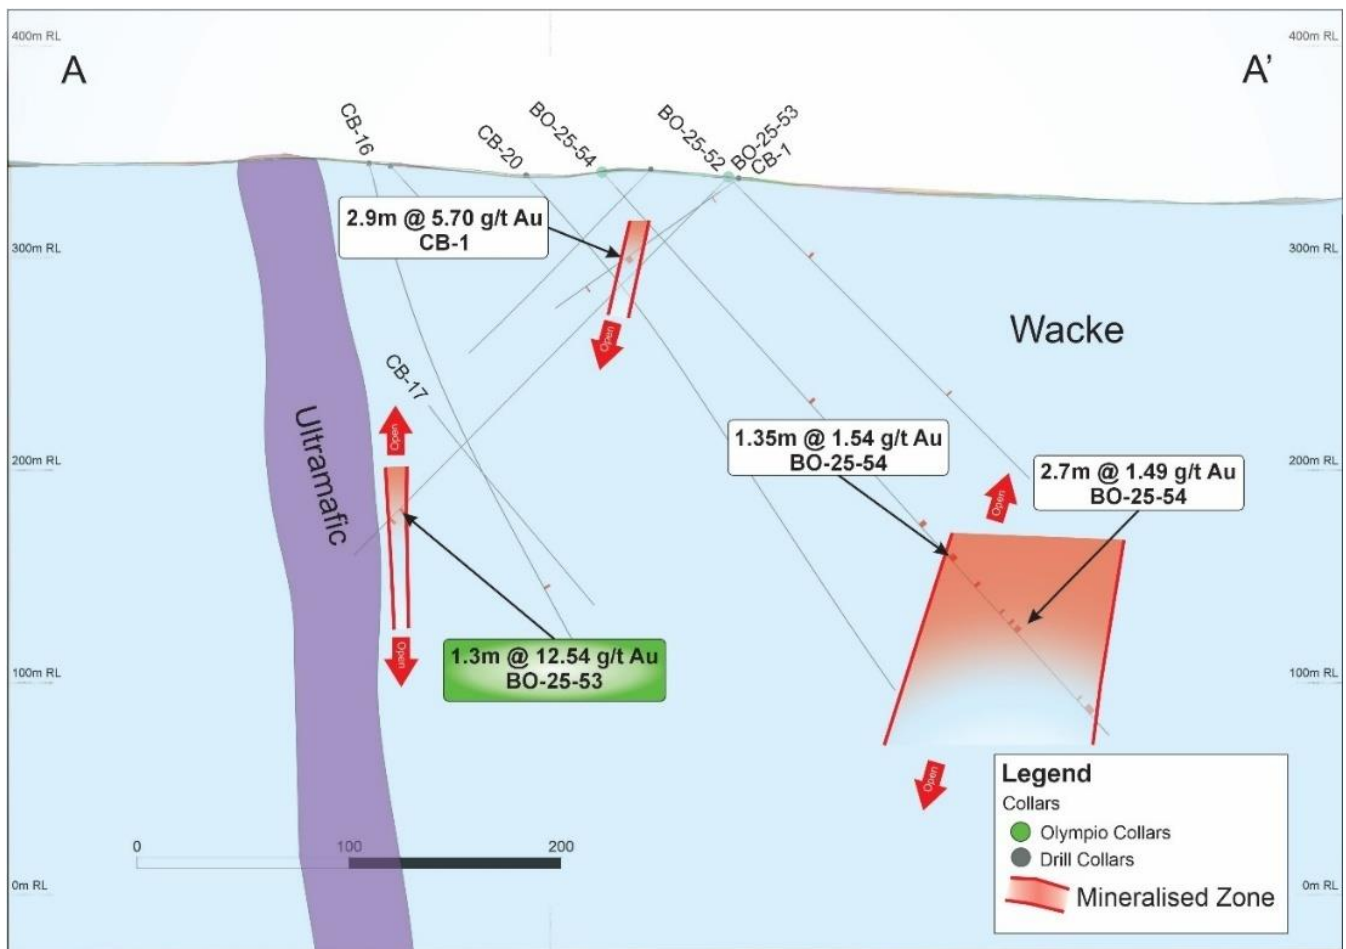 400m RL
400m RL
A
A'
CB-16
CB-20
BO-25-54
BO-25-52
BO-25-53
CB-1
2.9m @ 5.70 g/t Au
CB-1
300m RL
300m RL
Open
Wacke
CB-17
Ultramafic
Open
1.35m @ 1.54 g/t Au
BO-25-54
200m RL
200m RL
2.7m @ 1.49 g/t Au
BO-25-54
Open
Open
1.3m @ 12.54 g/t Au
BO-25-53
100m RL
100m RL
Open
Legend
Collars
Olympio Collars
Drill Collars
Mineralised Zone
0
100
200
0m RL
0m RL